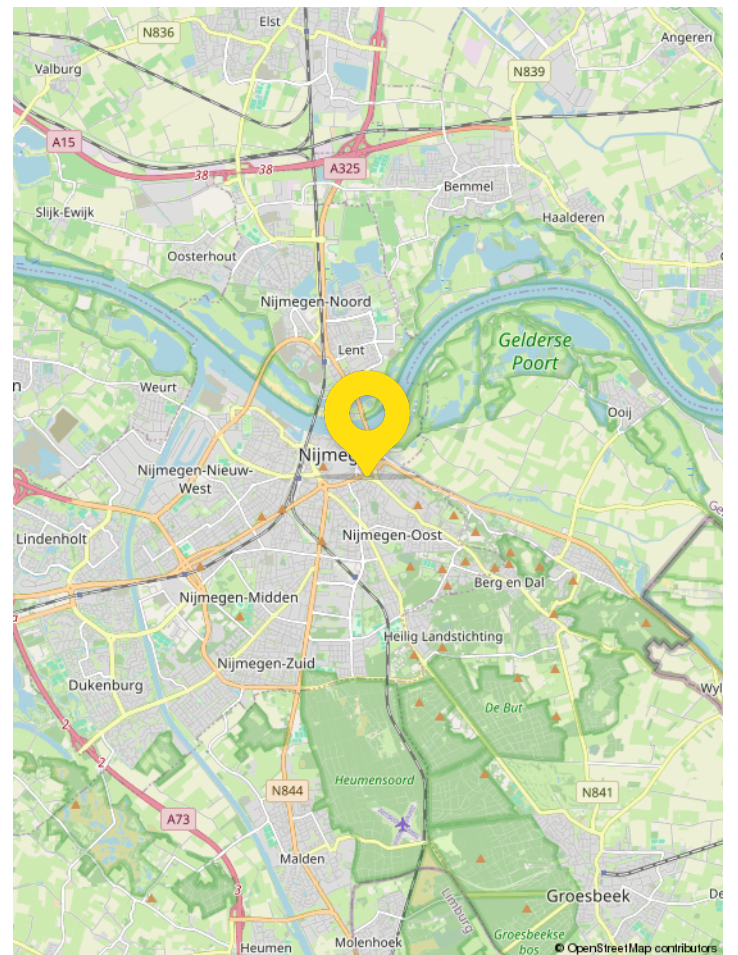 N836
Elst
Angeren
Valburg
N839
A15
38
38
A325
Bemmel
Slijk-Ewijk
Haalderen
Oosterhout
Nijmegen-Noord
Gelderse
Poort
Lent
n
Weurt
Ooij
Nijmeg
Nijmegen-Nieuw-
West
Lindenholt
Nijmegen-Oost
Berg en Dal
Nijmegen-Midden
Heilig Landstichting
Nijmegen-Zuid
Dukenburg
Wyl
De But
2
2
Heumensoord
N844
N841
A73
Malden
3
Limburg
Groesbeek
De
Groesbeekse
bos
Heumen
Molenhoek
© OpenStreetMap contributors